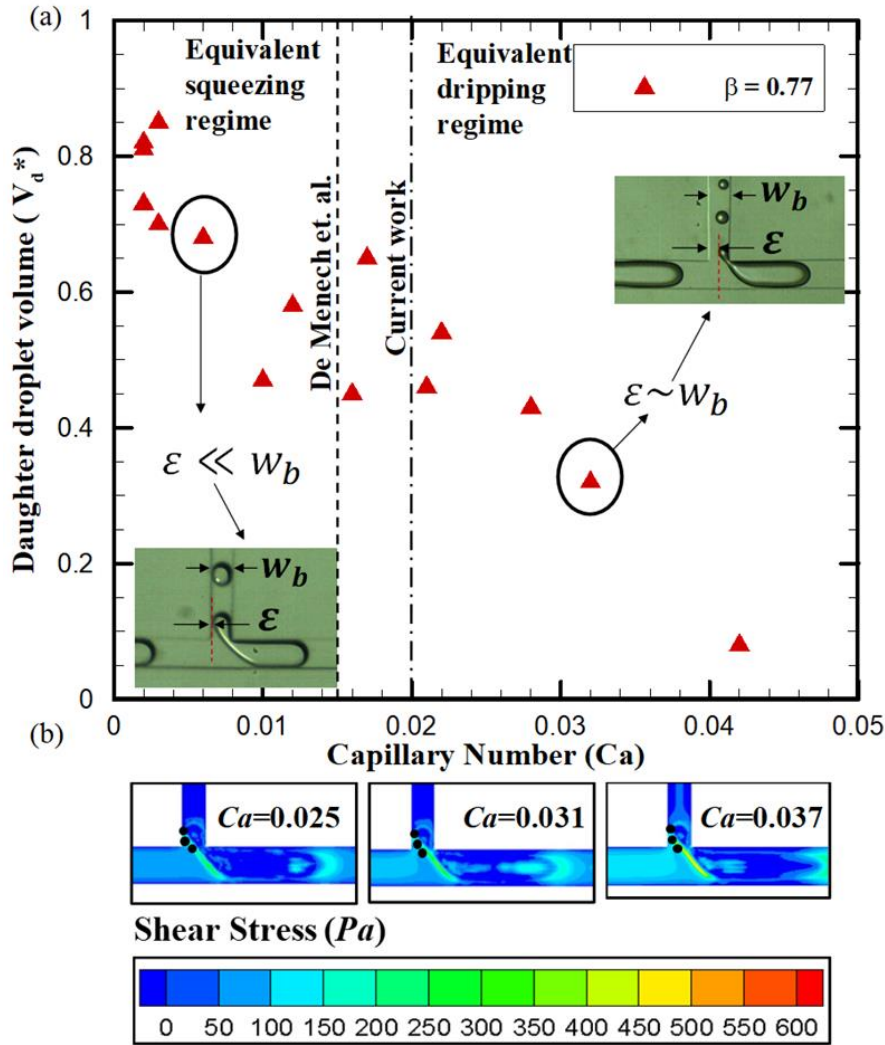 (a)
1
0.8
0.6
0.4
0.2
0
Daughter droplet volume ( V_d*)
Equivalent
squeezing
regime
Equivalent
dripping
regime
β = 0.77
De Menech et. al.
Current work
w_b
ε
ε~w_b
ε ≪ w_b
w_b
ε
0
0.01
0.02
0.03
0.04
0.05
Capillary Number (Ca)
(b)
Ca=0.025
Ca=0.031
Ca=0.037
Shear Stress (Pa)
0 50 100 150 200 250 300 350 400 450 500 550 600